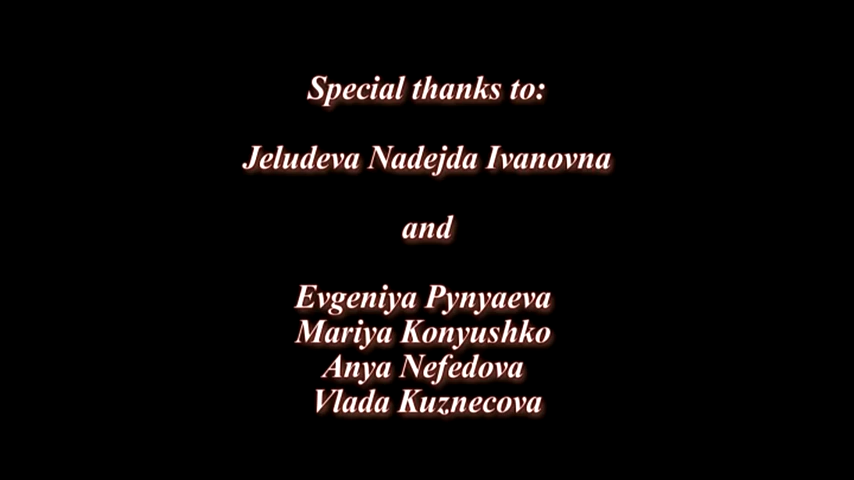 Special thanks to:
Jeludeva Nadejda Ivanovna
and
Evgeniya Pynyaeva
Mariya Konyushko
Anya Nefedova
Vlada Kuznecova